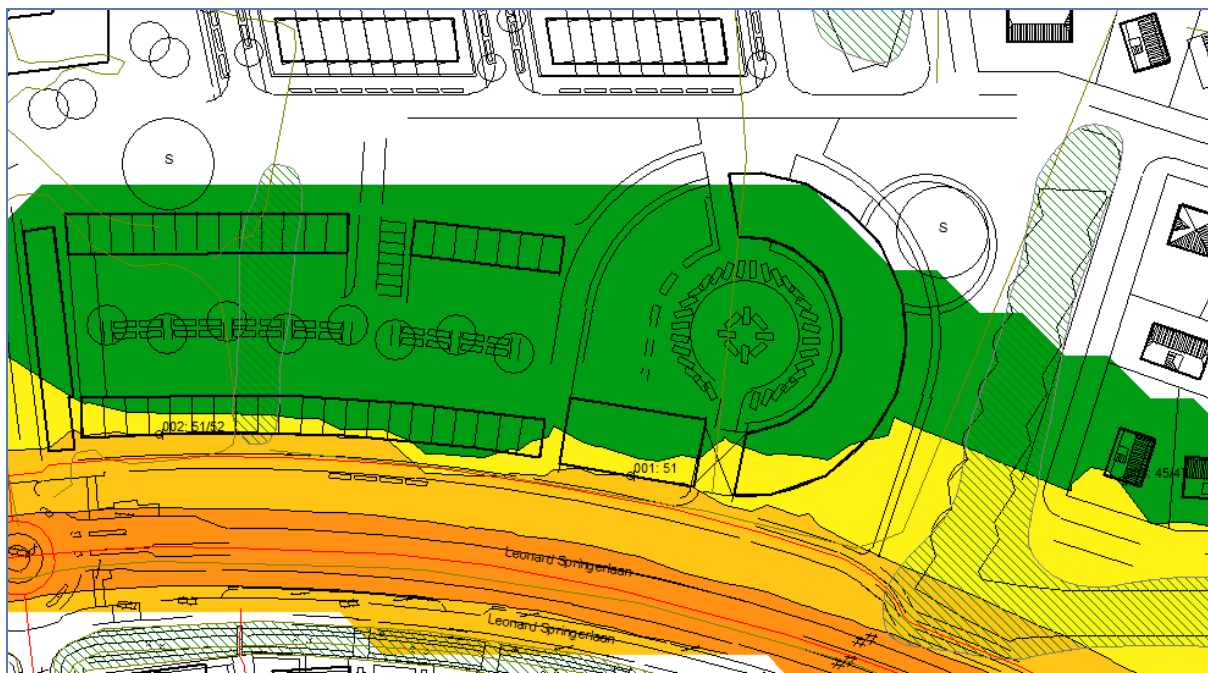 S
S
002: 51/52
001: 51
45/47
Leonard Springerlaan
Leonard Springerlaan